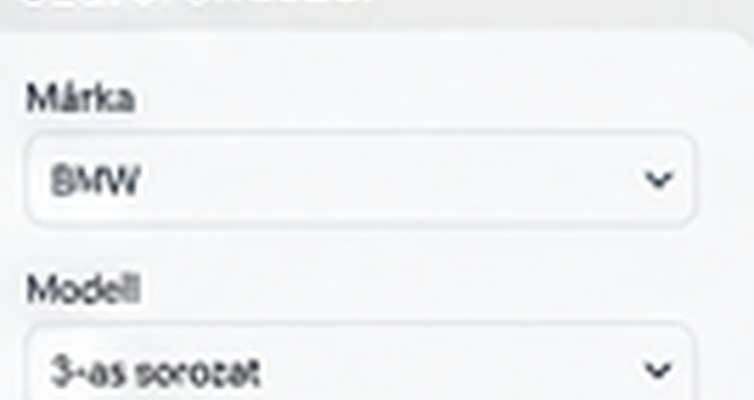 Márka
BMW
Modell
3-as sorozat